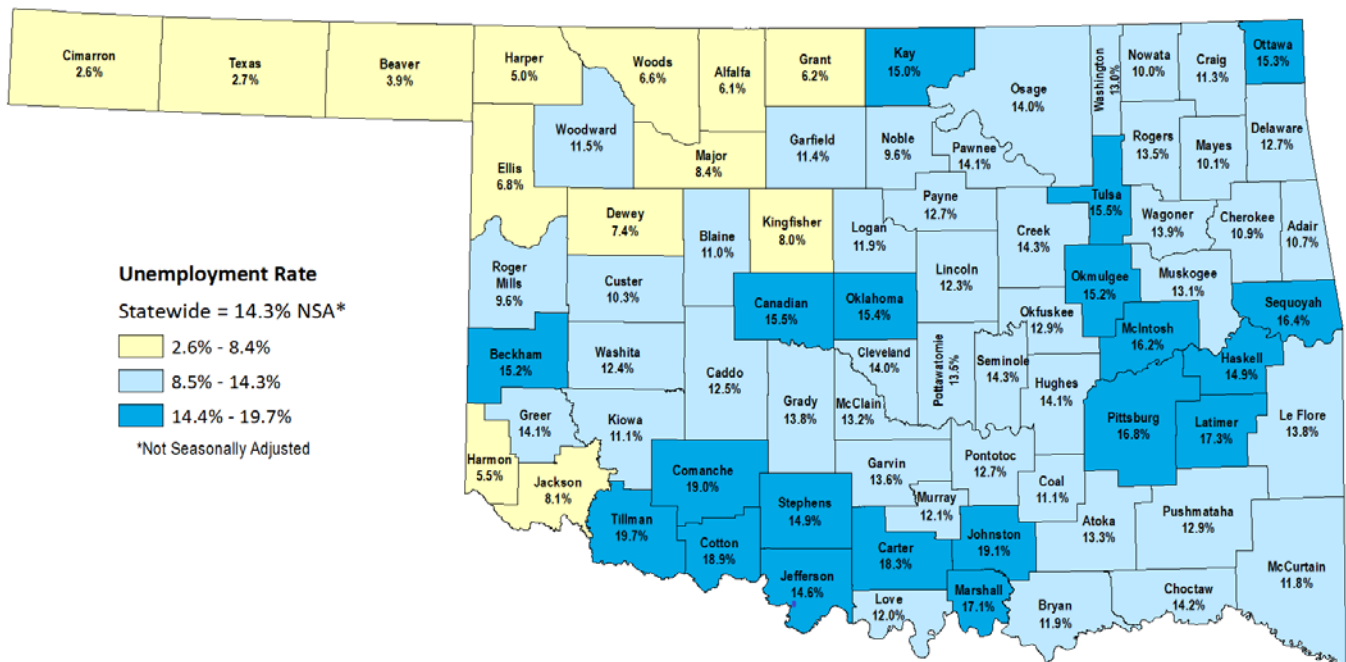 Cimarron
2.6%
Texas
2.7%
Beaver
3.9%
Harper
5.0%
Woods
6.6%
Alfalfa
6.1%
Grant
6.2%
Kay
15.0%
Osage
14.0%
Washington
13.0%
Nowata
10.0%
Craig
11.3%
Ottawa
15.3%
Woodward
11.5%
Ellis
6.8%
Major
8.4%
Garfield
11.4%
Noble
9.6%
Pawnee
14.1%
Rogers
13.5%
Mayes
10.1%
Delaware
12.7%
Dewey
7.4%
Blaine
11.0%
Kingfisher
8.0%
Logan
11.9%
Payne
12.7%
Creek
14.3%
Tulsa
15.5%
Wagoner
13.9%
Cherokee
10.9%
Adair
10.7%
Roger
Mills
9.6%
Custer
10.3%
Canadian
15.5%
Oklahoma
15.4%
Lincoln
12.3%
Okfuskee
12.9%
Okmulgee
15.2%
Muskogee
13.1%
McIntosh
16.2%
Sequoyah
16.4%
Unemployment Rate
Statewide = 14.3% NSA*
2.6% - 8.4%
8.5% - 14.3%
14.4% - 19.7%
*Not Seasonally Adjusted
Beckham
15.2%
Washita
12.4%
Caddo
12.5%
Grady
13.8%
Cleveland
14.0%
McClain
13.2%
Pottawatomie
13.5%
Seminole
14.3%
Hughes
14.1%
Haskell
14.9%
Pittsburg
16.8%
Latimer
17.3%
Le Flore
13.8%
Greer
14.1%
Kiowa
11.1%
Harmon
5.5%
Jackson
8.1%
Comanche
19.0%
Tillman
19.7%
Cotton
18.9%
Stephens
14.9%
Jefferson
14.6%
Garvin
13.6%
Murray
12.1%
Pontotoc
12.7%
Coal
11.1%
Carter
18.3%
Johnston
19.1%
Love
12.0%
Marshall
17.1%
Atoka
13.3%
Pushmataha
12.9%
Bryan
11.9%
Choctaw
14.2%
McCurtain
11.8%